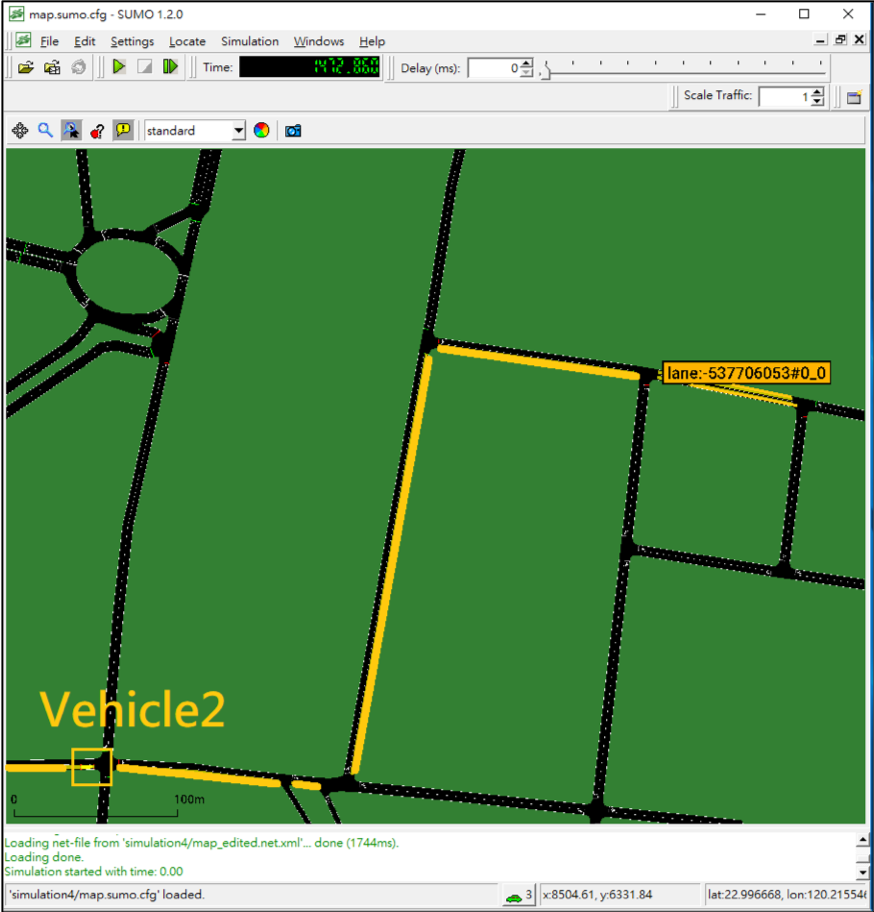 map.sumo.cfg - SUMO 1.2.0
File Edit Settings Locate Simulation Windows Help
Time: 1472.860 Delay (ms): 0
Scale Traffic: 1
standard
lane:-537706053#0_0
Vehicle2
0 100m
Loading net-file from 'simulation4/map_edited.net.xml'... done (1744ms).
Loading done.
Simulation started with time: 0.00
'simulation4/map.sumo.cfg' loaded. 3 x:8504.61, y:6331.84 lat:22.996668, lon:120.215546